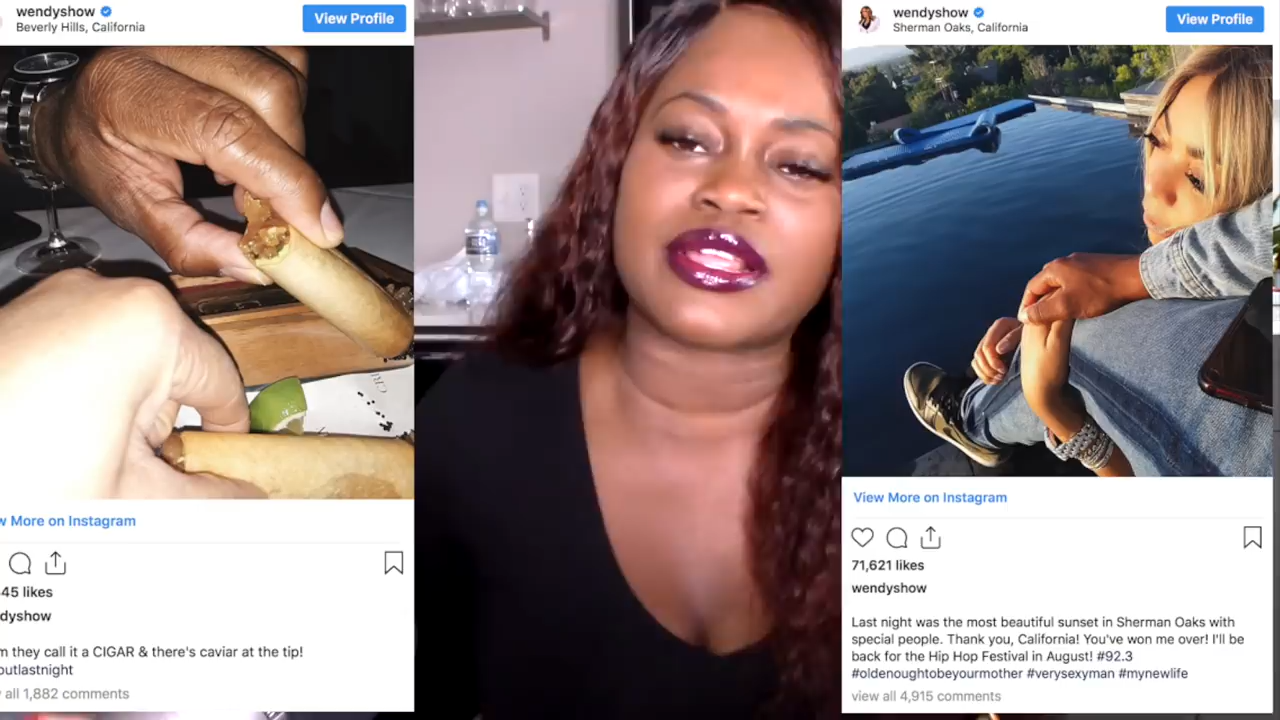 wendyshow
Beverly Hills, California
View Profile
w More on Instagram
45 likes
dyshow
m they call it a CIGAR & there's caviar at the tip!
outlastnight
all 1,882 comments
wendyshow
Sherman Oaks, California
View Profile
View More on Instagram
71,621 likes
wendyshow
Last night was the most beautiful sunset in Sherman Oaks with
special people. Thank you, California! You've won me over! I'll be
back for the Hip Hop Festival in August! #92.3
#oldenoughtobeyourmother #verysexyman #mynewlife
view all 4,915 comments